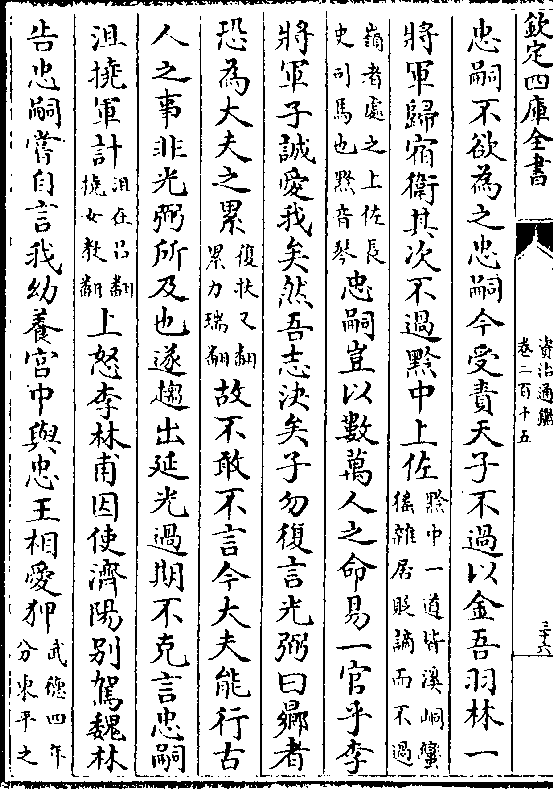 欽定四庫全書
資治通鑑
卷二百十五
三十六
忠嗣不欲為之忠嗣今受責天子不過以金吾羽林一
將軍歸宿衛其次不過黔中上佐黔中一道皆溪峒蠻
猺雜居貶謫而不過
嶺者處之上佐長
史司馬也黔音琴忠嗣豈以數萬人之命易一官乎李
將軍子誠愛我矣然吾志決矣子勿復言光弼曰曏者
恐為大夫之累復扶又翻
累力瑞翻故不敢不言今大夫能行古
人之事非光弼所及也遂趨出延光過期不克言忠嗣
沮撓軍計沮在呂翻
撓女教翻上怒李林甫因使濟陽別駕魏林
告忠嗣嘗自言我幼養宮中與忠王相愛狎武德四年
分東平之